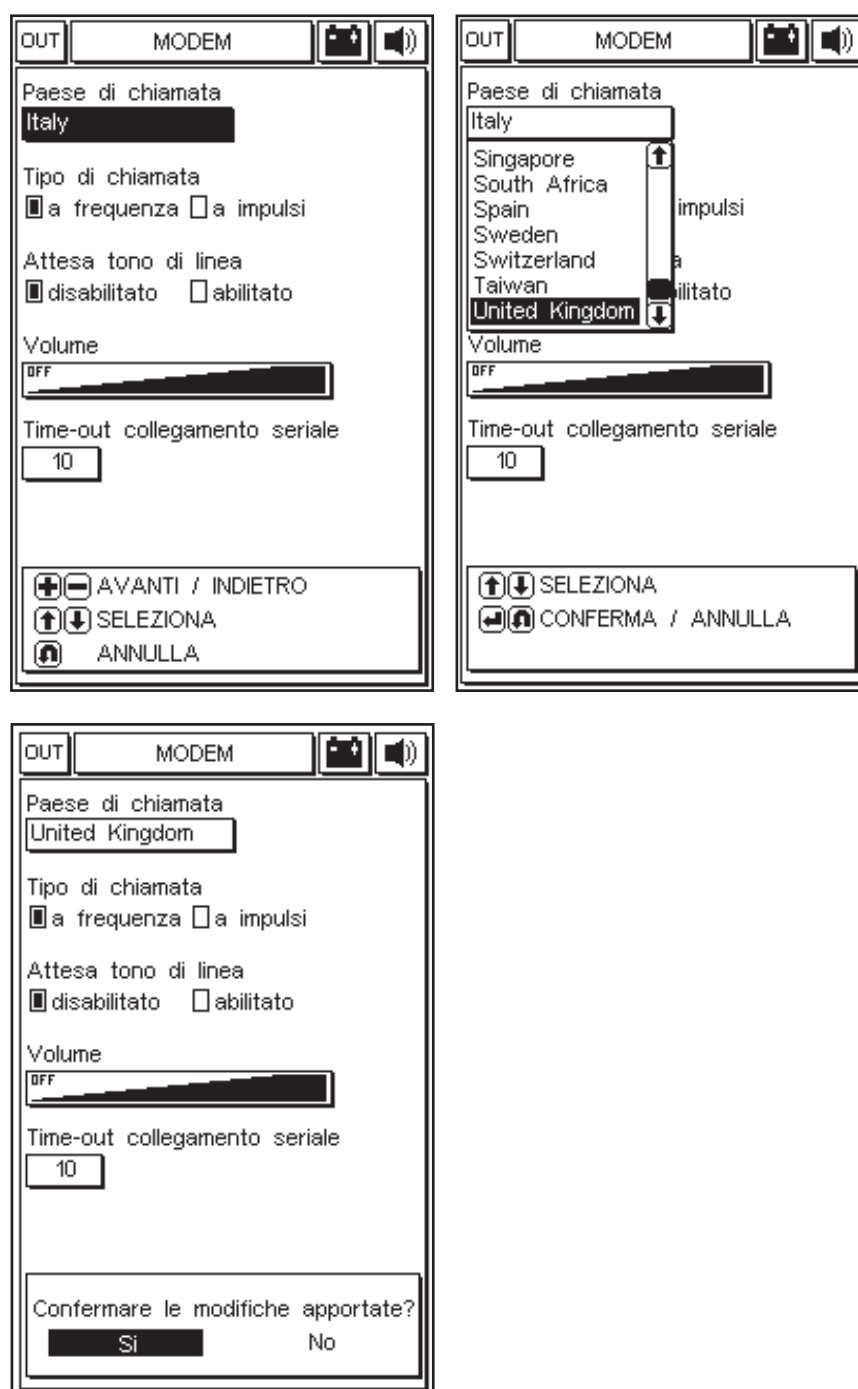 OUT MODEM
Paese di chiamata
Italy
Tipo di chiamata
a frequenza a impulsi
Attesa tono di linea
disabilitato abilitato
Volume
OFF
Time-out collegamento seriale
10
AVANTI / INDIETRO
SELEZIONA
ANNULLA
OUT MODEM
Paese di chiamata
Italy
Singapore
South Africa
Spain
impulsi
Sweden
Switzerland
a
Taiwan
ilitato
United Kingdom
Volume
OFF
Time-out collegamento seriale
10
SELEZIONA
CONFERMA / ANNULLA
OUT MODEM
Paese di chiamata
United Kingdom
Tipo di chiamata
a frequenza a impulsi
Attesa tono di linea
disabilitato abilitato
Volume
OFF
Time-out collegamento seriale
10
Confermare le modifiche apportate?
Si No